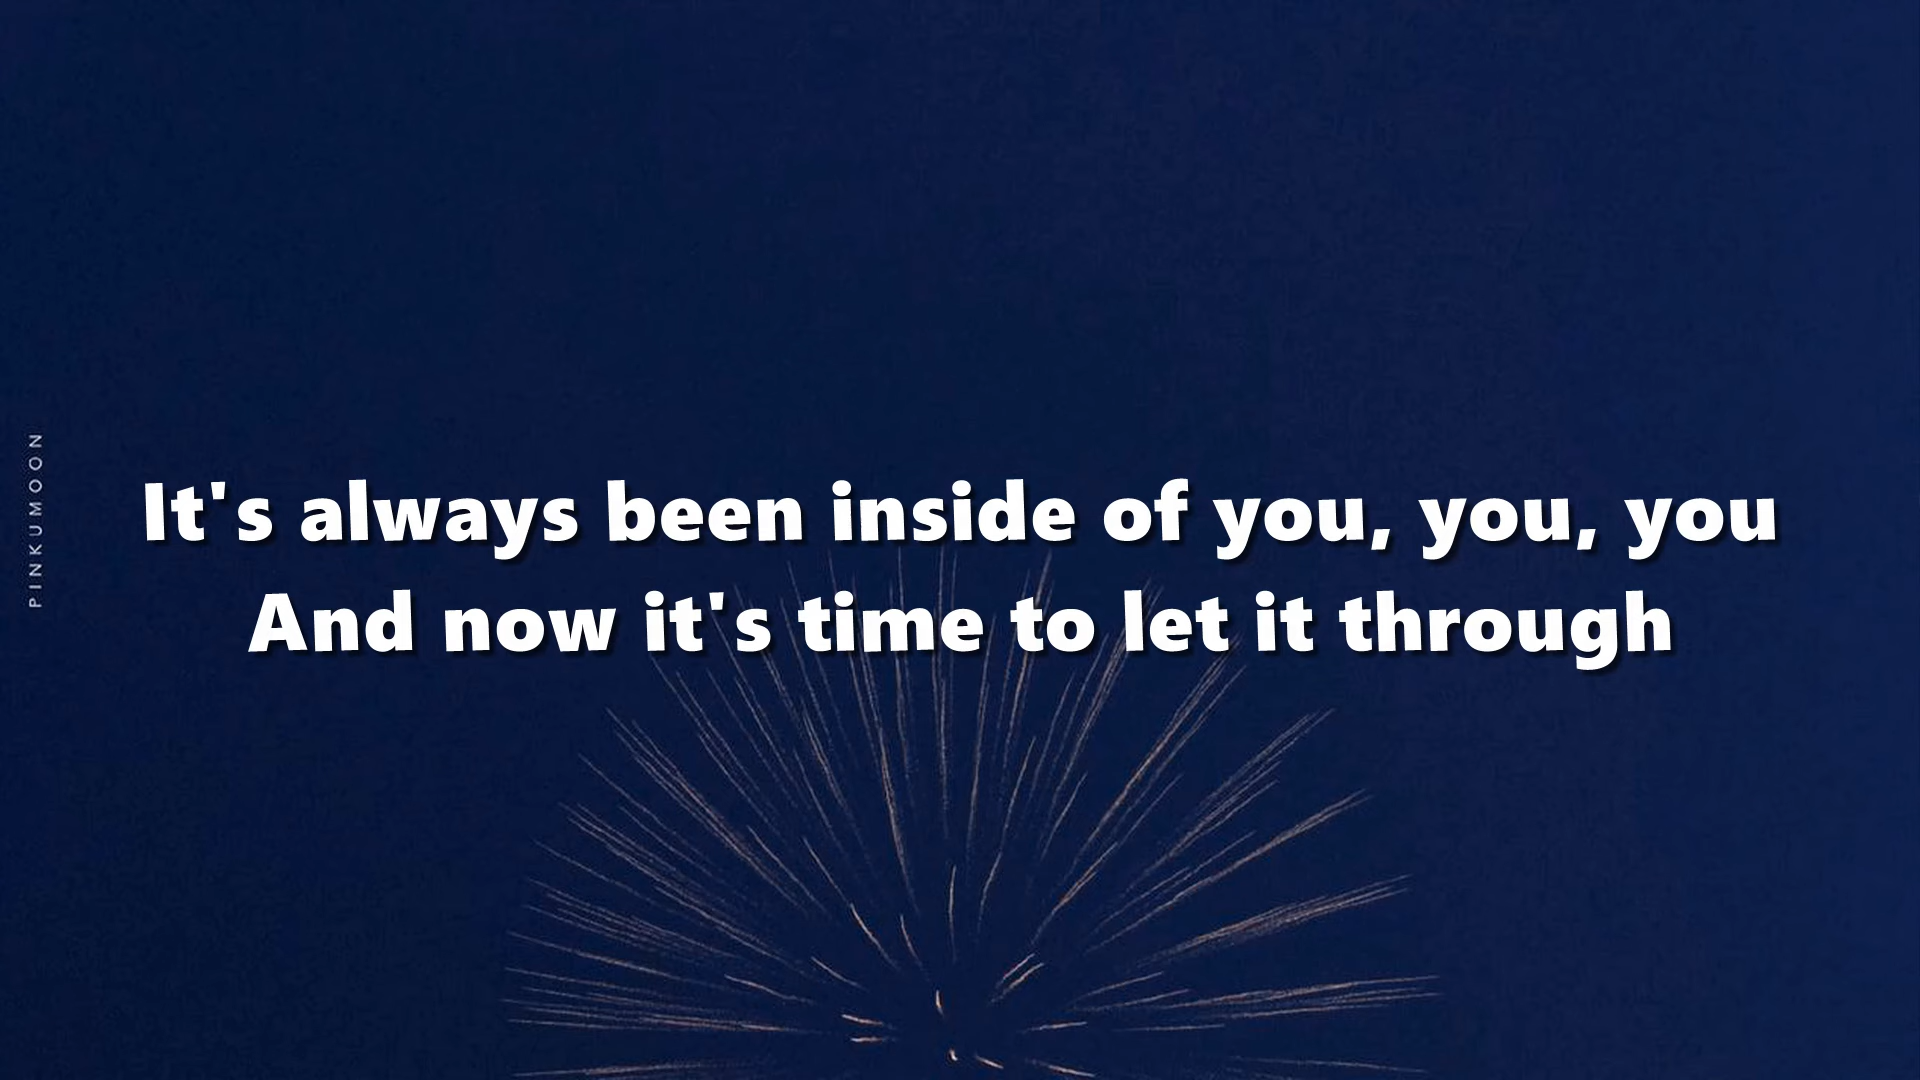 PINKUMOON
It's always been inside of you, you, you
And now it's time to let it through